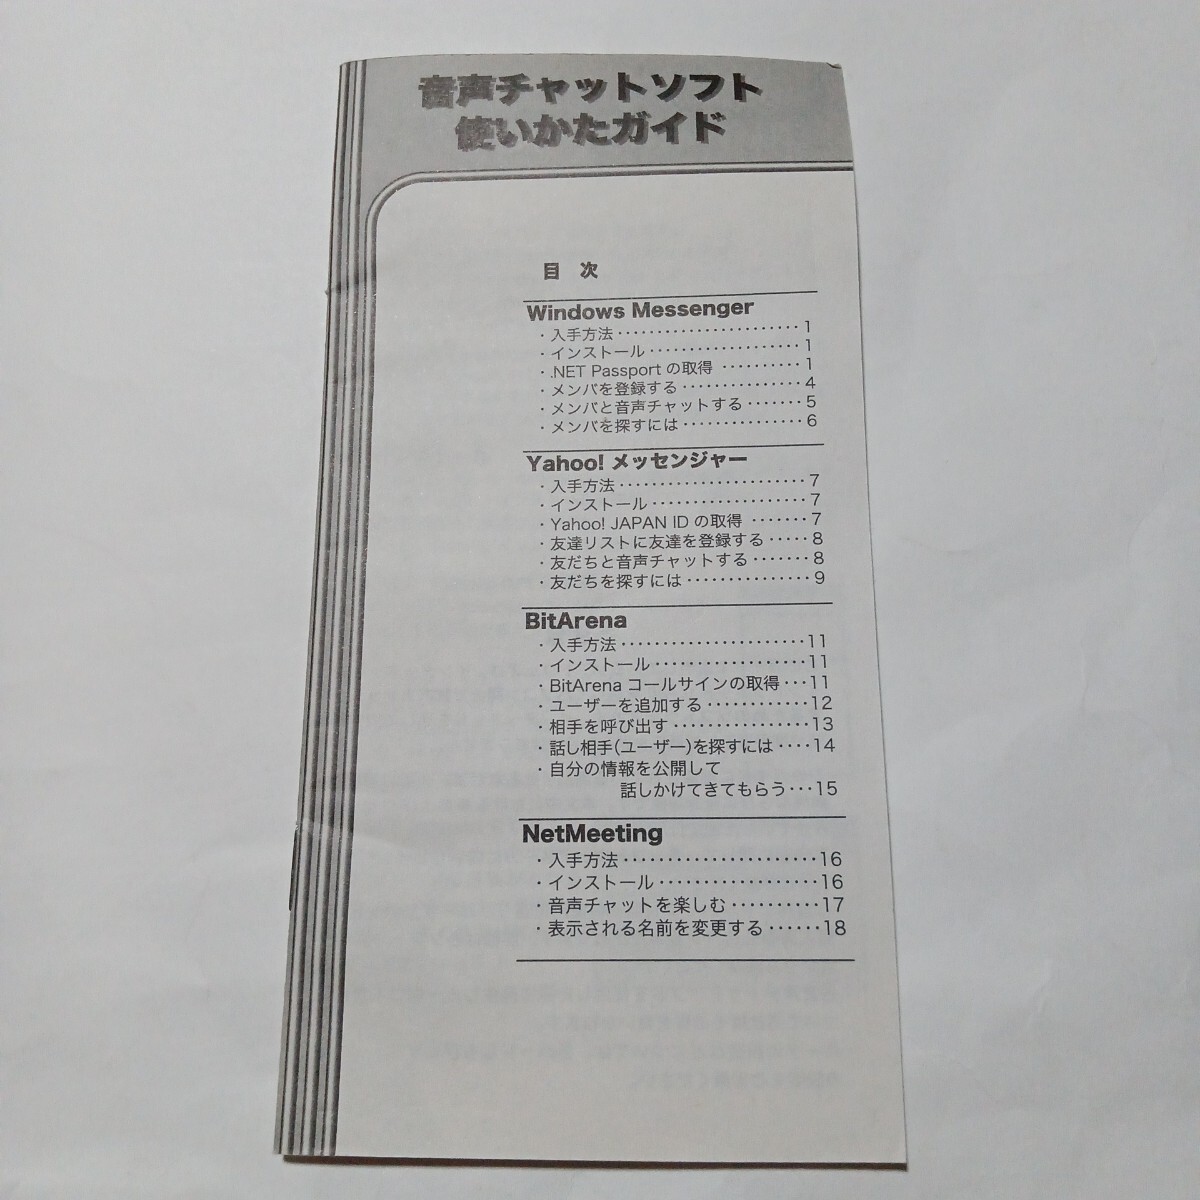 音声チャットソフト
使いかたガイド
目 次
Windows Messenger
・入手方法・・・・・・・・・・・・・・・・・・・・・・・1
・インストール・・・・・・・・・・・・・・・・・・・1
・.NET Passport の取得 ・・・・・・・・・・1
・メンバを登録する・・・・・・・・・・・・・・・4
・メンバと音声チャットする・・・・・・・5
・メンバを探すには・・・・・・・・・・・・・・・6
Yahoo! メッセンジャー
・入手方法・・・・・・・・・・・・・・・・・・・・・・・7
・インストール・・・・・・・・・・・・・・・・・・・7
・Yahoo! JAPAN ID の取得 ・・・・・・・7
・友達リストに友達を登録する・・・・・8
・友だちと音声チャットする・・・・・・・8
・友だちを探すには・・・・・・・・・・・・・・・9
BitArena
・入手方法・・・・・・・・・・・・・・・・・・・・・・11
・インストール・・・・・・・・・・・・・・・・・・11
・BitArena コールサインの取得・・・11
・ユーザーを追加する・・・・・・・・・・・・12
・相手を呼び出す・・・・・・・・・・・・・・・・13
・話し相手(ユーザー)を探すには・・・・14
・自分の情報を公開して
話しかけてきてもらう・・・15
NetMeeting
・入手方法・・・・・・・・・・・・・・・・・・・・・・16
・インストール・・・・・・・・・・・・・・・・・・16
・音声チャットを楽しむ・・・・・・・・・・17
・表示される名前を変更する・・・・・・18